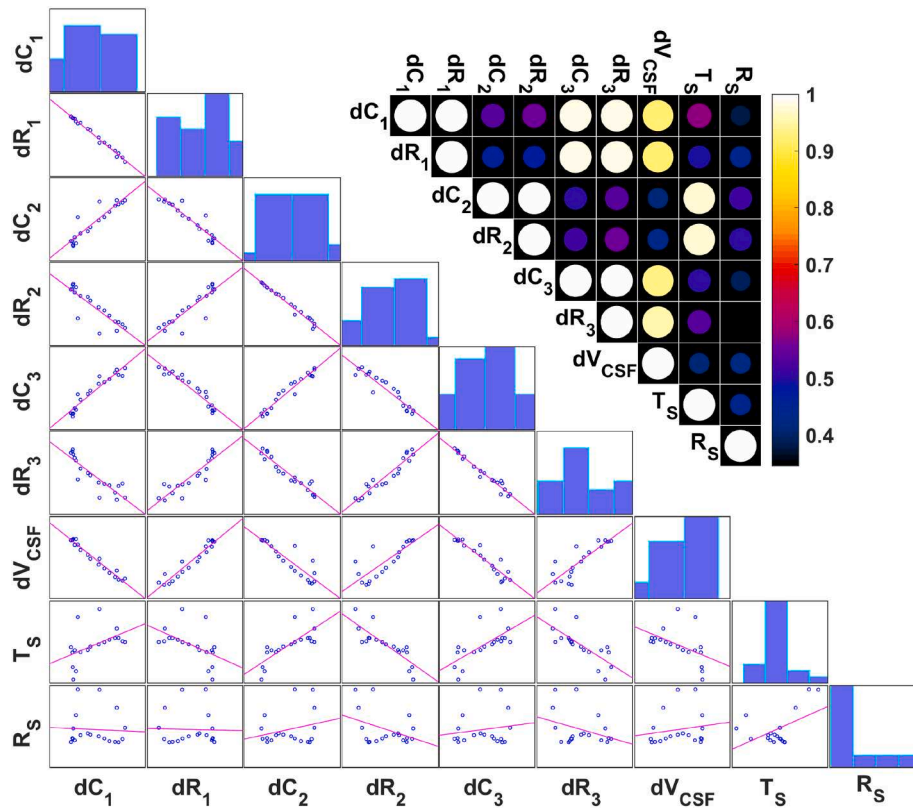 dC1
dR1
dC2
dR2
dC3
dR3
dVCSF
TS
RS
dC1 dR1 dC2 dR2 dC3 dR3 dVCSF TS RS
dC1 dR1 dC2 dR2 dC3 dR3 dVCSF TS RS
dC1
dR1
dC2
dR2
dC3
dR3
dVCSF
TS
RS
1
0.9
0.8
0.7
0.6
0.5
0.4